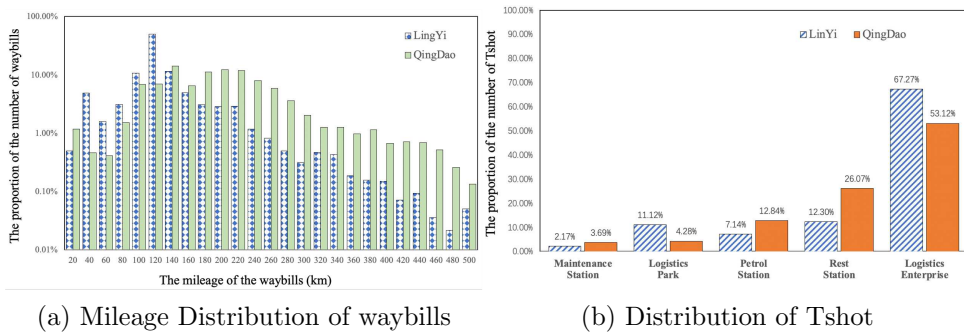 The proportion of the number of waybills
100.00%
10.00%
1.00%
0.10%
0.01%
LingYi
QingDao
20 40 60 80 100 120 140 160 180 200 220 240 260 280 300 320 340 360 380 400 420 440 460 480 500
The mileage of the waybills (km)
(a) Mileage Distribution of waybills
The proportion of the number of Tshot
100.00%
90.00%
80.00%
70.00%
60.00%
50.00%
40.00%
30.00%
20.00%
10.00%
0.00%
LinYi
QingDao
2.17% 3.69% 11.12% 4.28% 7.14% 12.84% 12.30% 26.07% 67.27% 53.12%
Maintenance Logistics Petrol Rest Logistics
Station Park Station Station Enterprise
(b) Distribution of Tshot